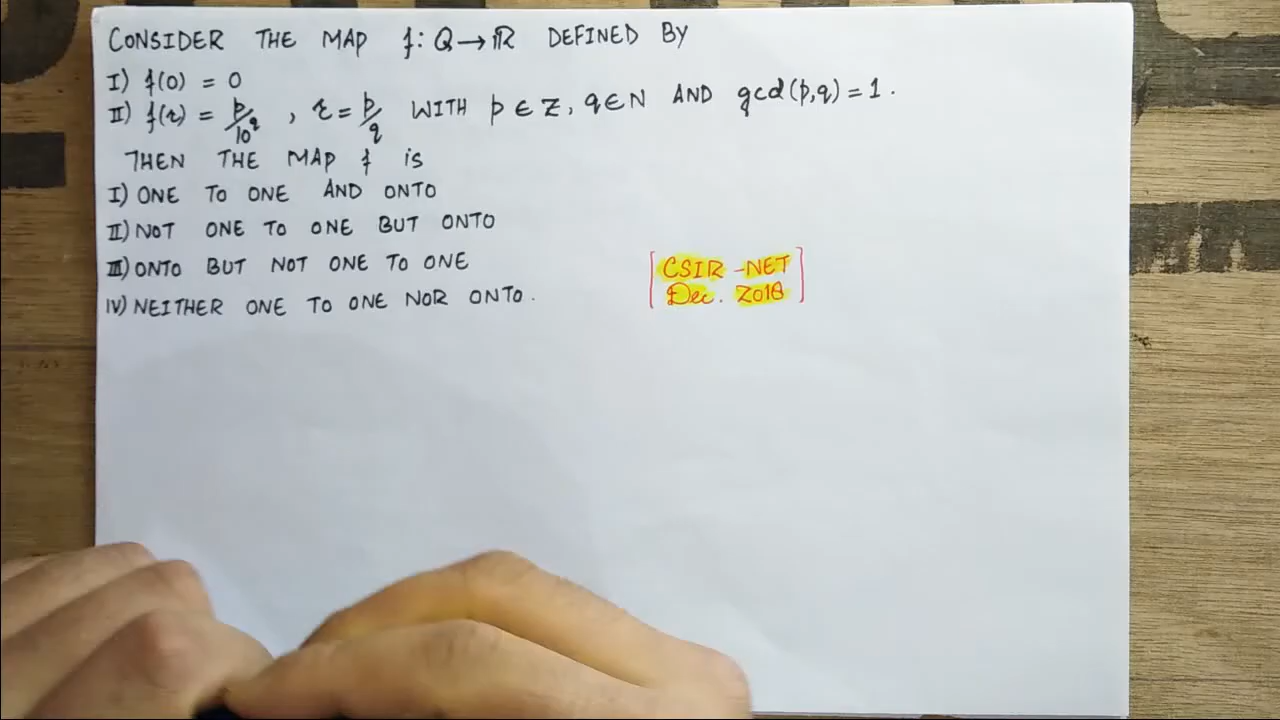 CONSIDER THE MAP f: Q→ℝ DEFINED BY
I) f(0) = 0
II) f(r) = p/10^q , r = p/q WITH p ∈ Z, q ∈ N AND gcd(p,q) = 1.
THEN THE MAP f is
I) ONE TO ONE AND ONTO
II) NOT ONE TO ONE BUT ONTO
III) ONTO BUT NOT ONE TO ONE
IV) NEITHER ONE TO ONE NOR ONTO.
[CSIR -NET
Dec. 2018]